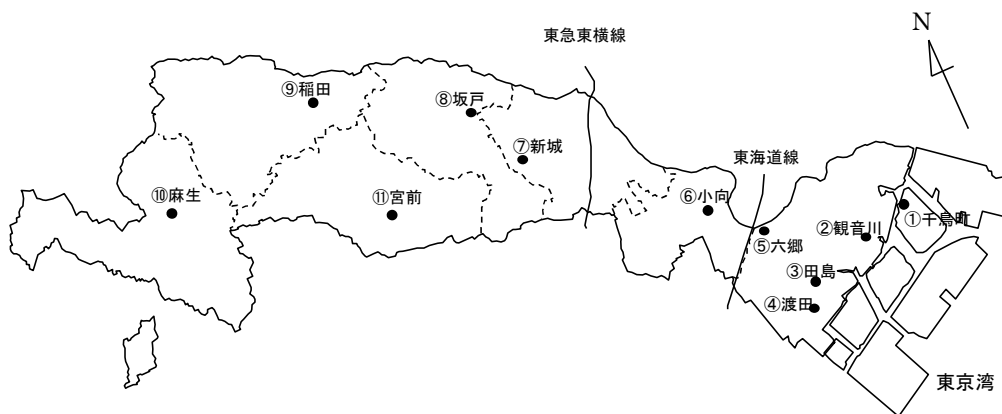 東急東横線
N
⑨稲田
⑧坂戸
⑦新城
東海道線
⑩麻生
⑪宮前
⑥小向
①千鳥町
②観音川
⑤六郷
③田島
④渡田
東京湾